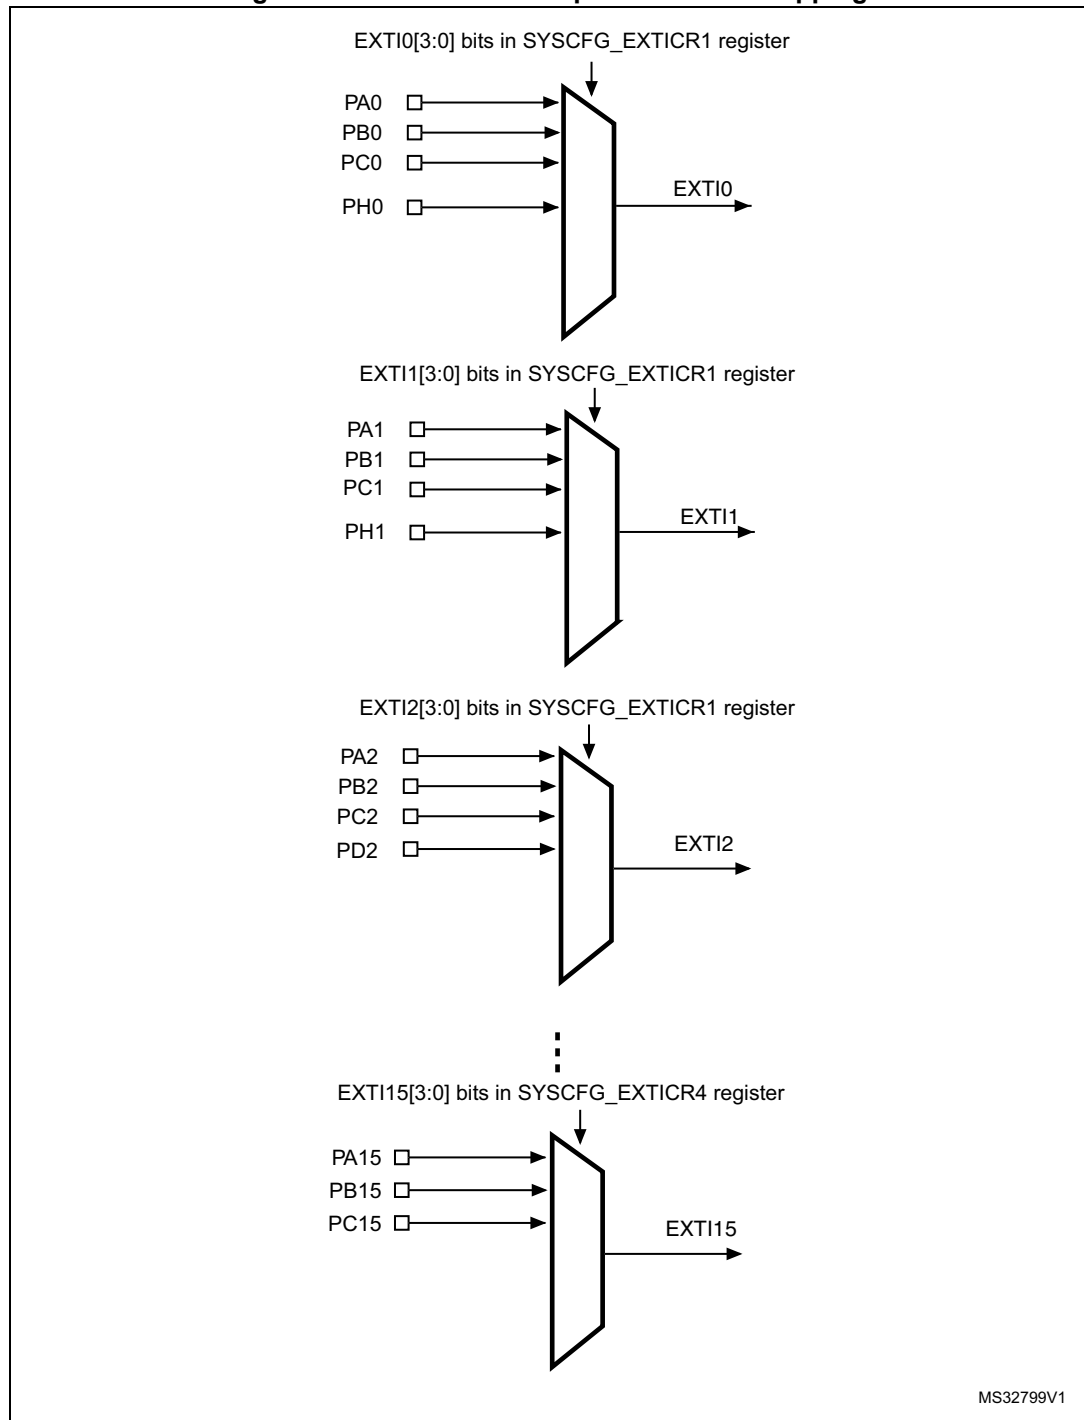 EXTI0[3:0] bits in SYSCFG_EXTICR1 register
PA0
PB0
PC0
PH0
EXTI0
EXTI1[3:0] bits in SYSCFG_EXTICR1 register
PA1
PB1
PC1
PH1
EXTI1
EXTI2[3:0] bits in SYSCFG_EXTICR1 register
PA2
PB2
PC2
PD2
EXTI2
EXTI15[3:0] bits in SYSCFG_EXTICR4 register
PA15
PB15
PC15
EXTI15
MS32799V1